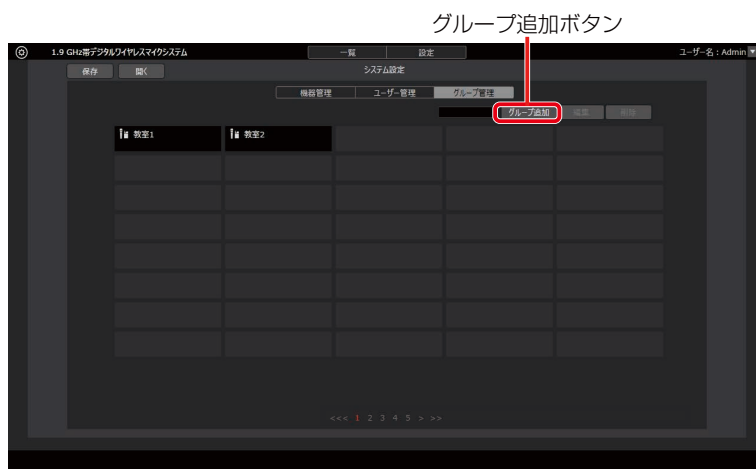 グループ追加ボタン
1.9 GHz帯デジタルワイヤレスマイクシステム 一覧 設定 ユーザー名 : Admin
保存 開く システム設定
機器管理 ユーザー管理 グループ管理
グループ追加 編集 削除
教室1 教室2
<<< 1 2 3 4 5 > >>